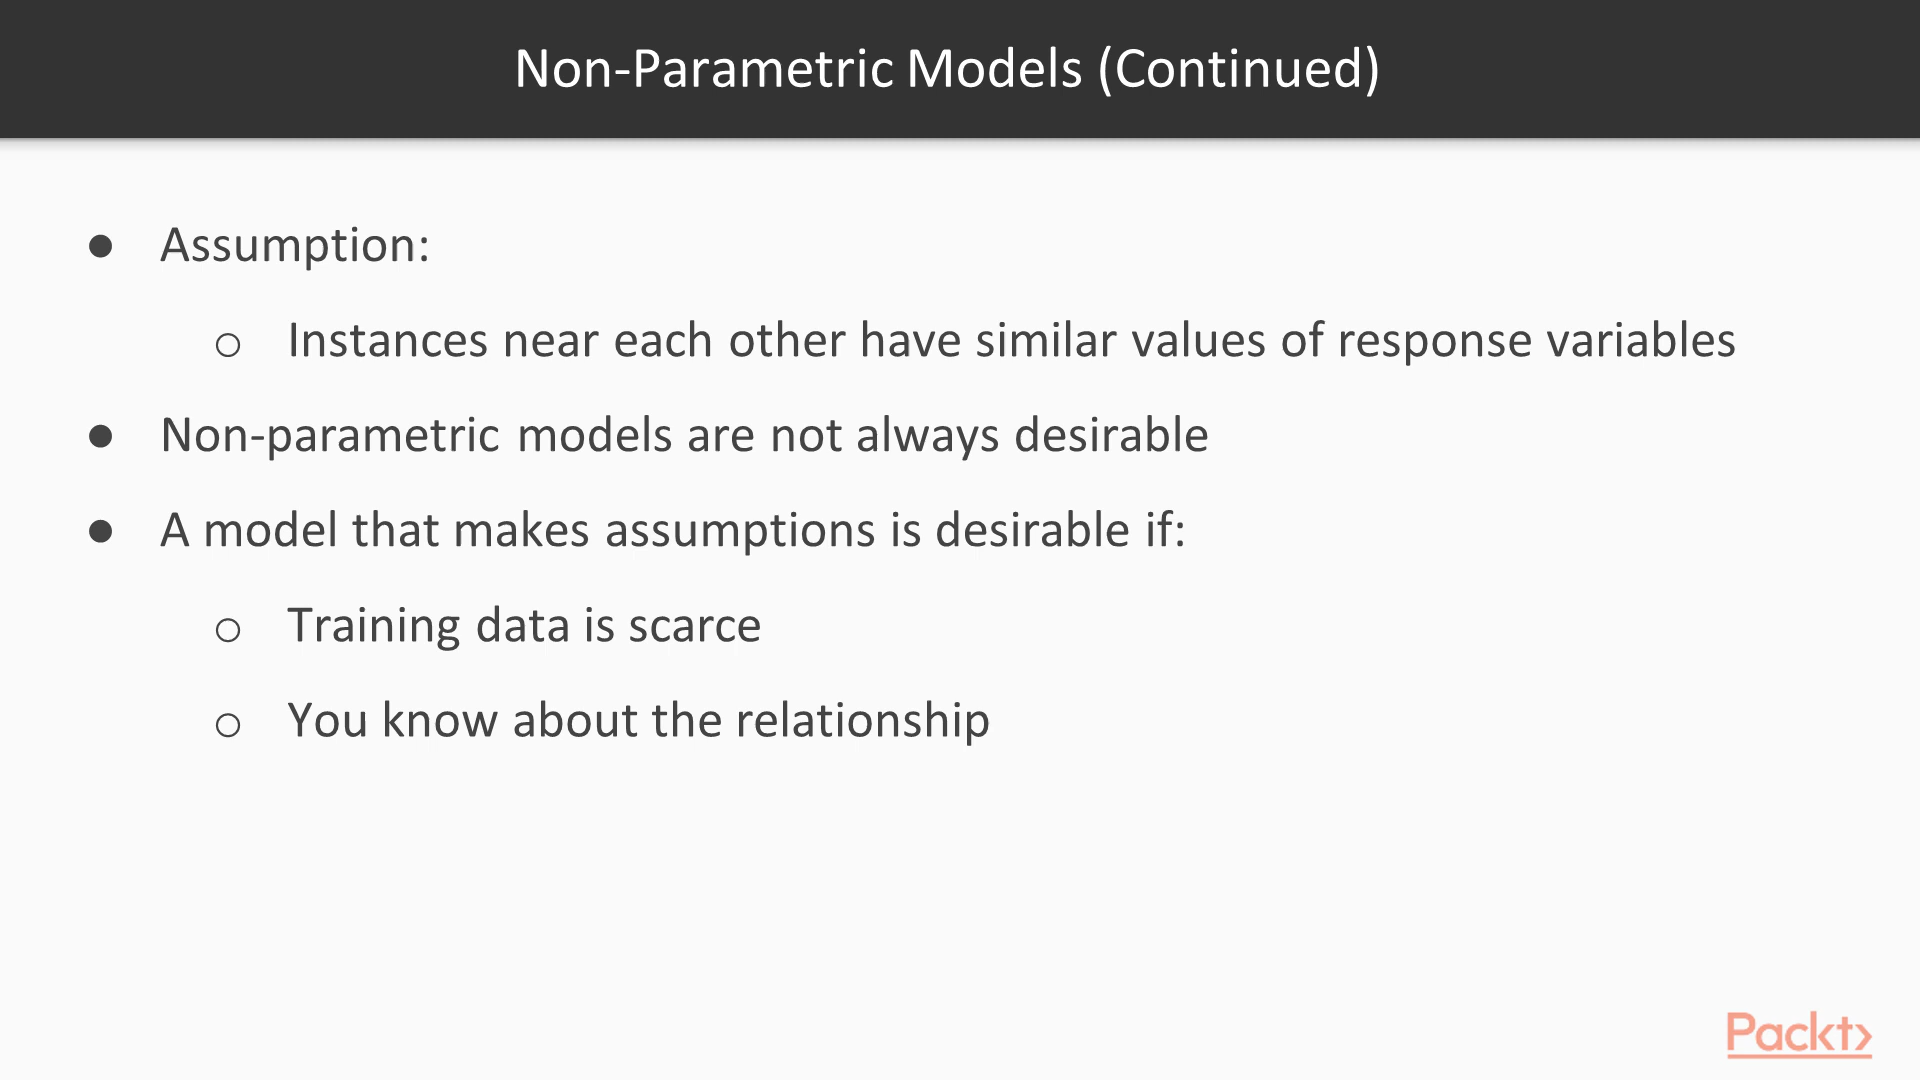 Non-Parametric Models (Continued)
● Assumption:
○ Instances near each other have similar values of response variables
● Non-parametric models are not always desirable
● A model that makes assumptions is desirable if:
○ Training data is scarce
○ You know about the relationship
Packt>